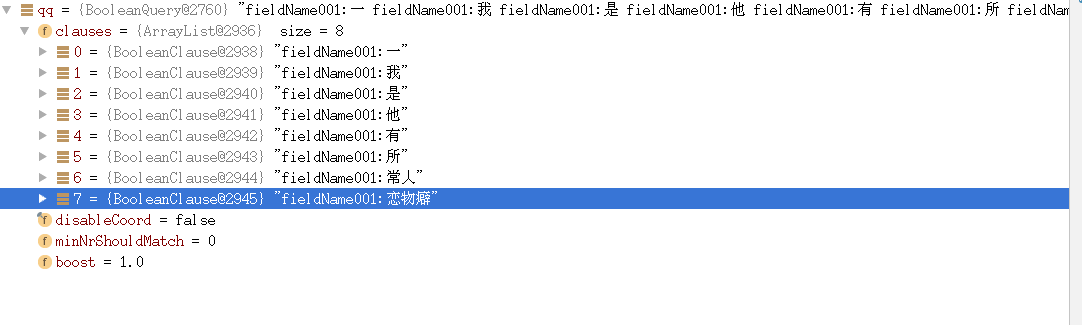 qq = {BooleanQuery@2760} "fieldName001:一 fieldName001:我 fieldName001:是 fieldName001:他 fieldName001:有 fieldName001:所 fieldNam
clauses = {ArrayList@2936} size = 8
0 = {BooleanClause@2938} "fieldName001:一"
1 = {BooleanClause@2939} "fieldName001:我"
2 = {BooleanClause@2940} "fieldName001:是"
3 = {BooleanClause@2941} "fieldName001:他"
4 = {BooleanClause@2942} "fieldName001:有"
5 = {BooleanClause@2943} "fieldName001:所"
6 = {BooleanClause@2944} "fieldName001:常人"
7 = {BooleanClause@2945} "fieldName001:恋物癖"
disableCoord = false
minNrShouldMatch = 0
boost = 1.0